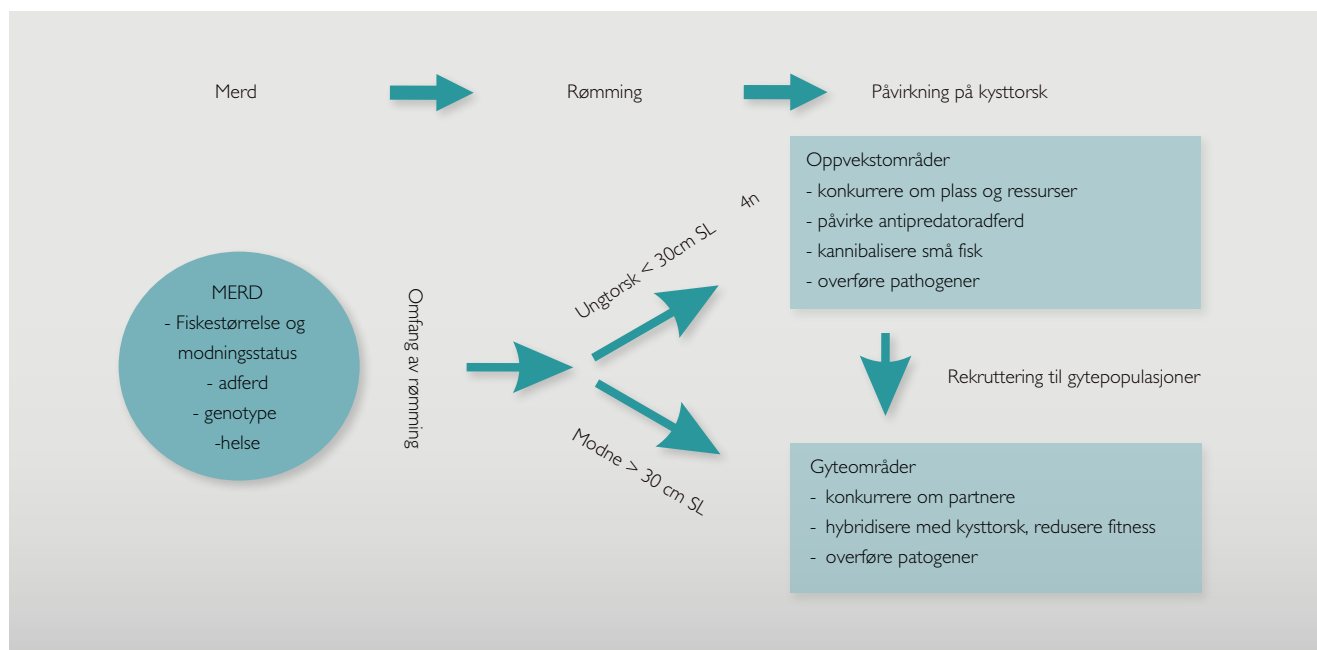 Merd
Rømming
Påvirkning på kysttorsk
MERD
- Fiskestørrelse og
modningsstatus
- adferd
- genotype
-helse
Omfang av rømming
Ungtorsk < 30cm SL
4n
Modne > 30 cm SL
Oppvekstområder
- konkurrere om plass og ressurser
- påvirke antipredatoradferd
- kannibalisere små fisk
- overføre pathogener
Rekruttering til gytepopulasjoner
Gyteområder
- konkurrere om partnere
- hybridisere med kysttorsk, redusere fitness
- overføre patogener